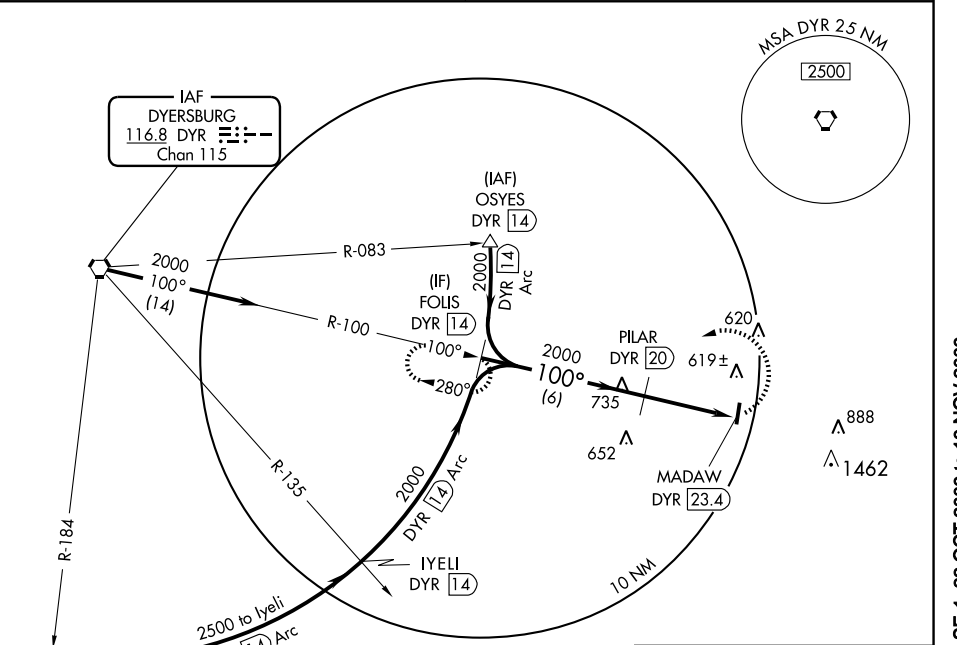 MSA DYR 25 NM
2500
IAF
DYERSBURG
116.8 DYR
Chan 115
(IAF)
OSYES
DYR 14
R-083
2000
100°
(14)
2000
DYR 14
Arc
(IF)
FOLIS
DYR 14
R-100
100°
280°
2000
100°
(6)
PILAR
DYR 20
735
652
620
619±
888
1462
MADAW
DYR 23.4
R-135
R-184
2000
DYR 14 Arc
IYELI
DYR 14
2500 to Iyeli
Arc
10 NM